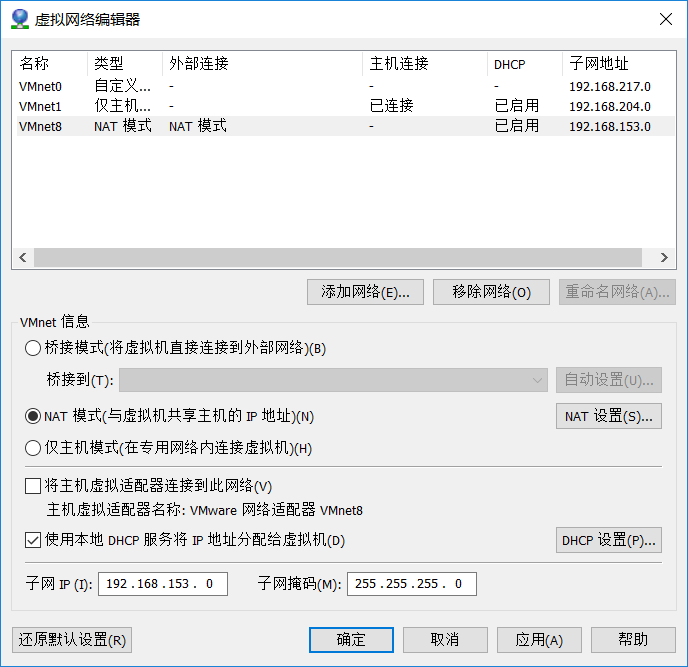 虚拟网络编辑器
名称 类型 外部连接 主机连接 DHCP 子网地址
VMnet0 自定义... - - - 192.168.217.0
VMnet1 仅主机... - 已连接 已启用 192.168.204.0
VMnet8 NAT 模式 NAT 模式 - 已启用 192.168.153.0
添加网络(E)... 移除网络(O) 重命名网络(A)...
VMnet 信息
桥接模式(将虚拟机直接连接到外部网络)(B)
桥接到(T): 自动设置(U)...
NAT 模式(与虚拟机共享主机的 IP 地址)(N) NAT 设置(S)...
仅主机模式(在专用网络内连接虚拟机)(H)
将主机虚拟适配器连接到此网络(V)
主机虚拟适配器名称: VMware 网络适配器 VMnet8
使用本地 DHCP 服务将 IP 地址分配给虚拟机(D) DHCP 设置(P)...
子网 IP (I): 192.168.153. 0 子网掩码(M): 255.255.255. 0
还原默认设置(R) 确定 取消 应用(A) 帮助